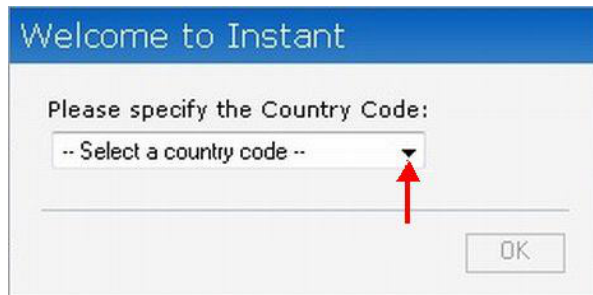 Welcome to Instant
Please specify the Country Code:
-- Select a country code --
OK